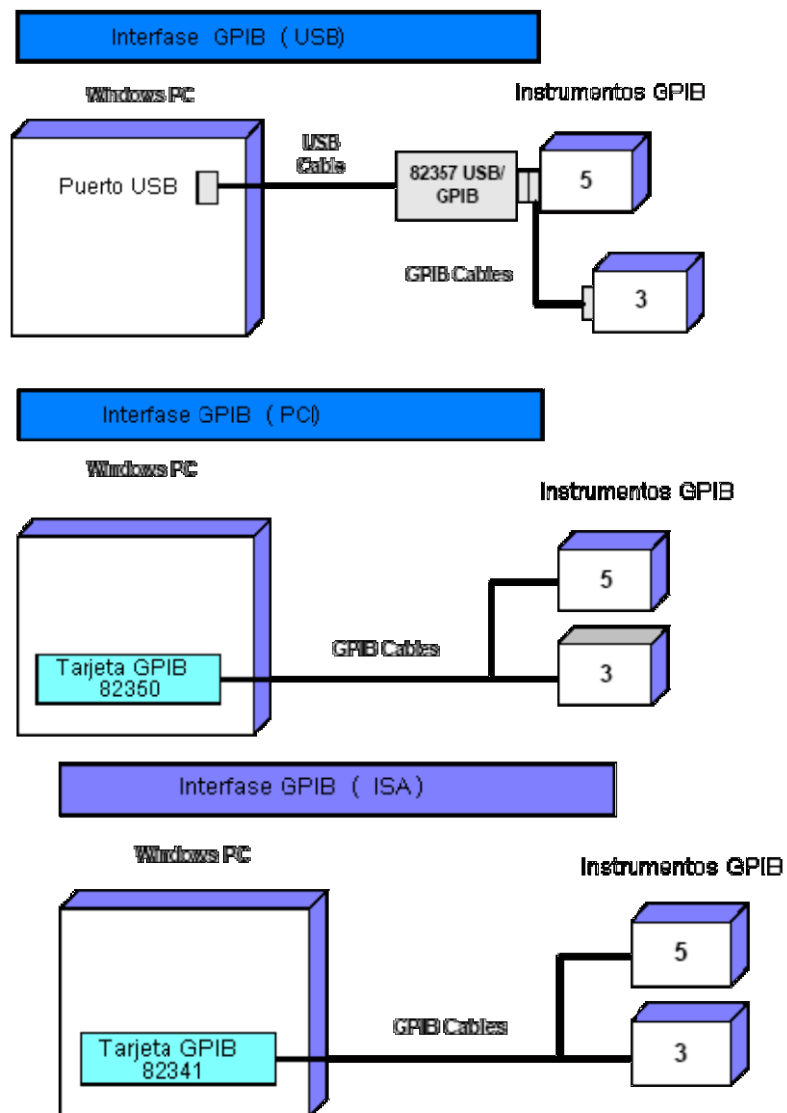 Interfase GPIB ( USB)
Windows PC
Instrumentos GPIB
USB
Cable
Puerto USB
82357 USB/
GPIB
5
GPIB Cables
3
Interfase GPIB ( PCI)
Windows PC
Instrumentos GPIB
5
GPIB Cables
Tarjeta GPIB
82350
3
Interfase GPIB ( ISA )
Windows PC
Instrumentos GPIB
5
GPIB Cables
Tarjeta GPIB
82341
3